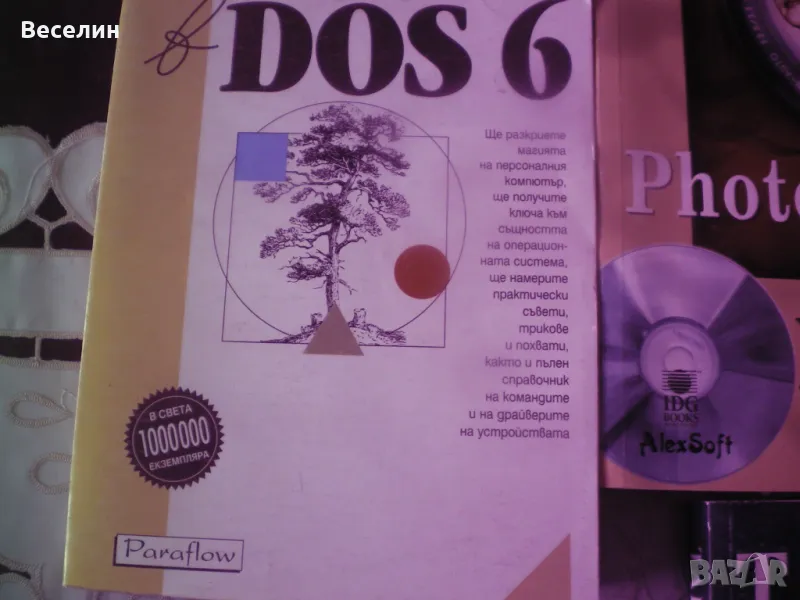 Веселин
в
DOS 6
Ще разкриете
магията
на персоналния
компютър,
ще получите
ключа към
същността
на операцион-
ната система,
ще намерите
практически
съвети,
трикове
и похвати,
както и пълен
справочник
на командите
и на драйверите
на устройствата
В СВЕТА
1000000
ЕКЗЕМПЛЯРА
Paraflow
Photo
IDG
BOOKS
AlexSoft
BAZAR